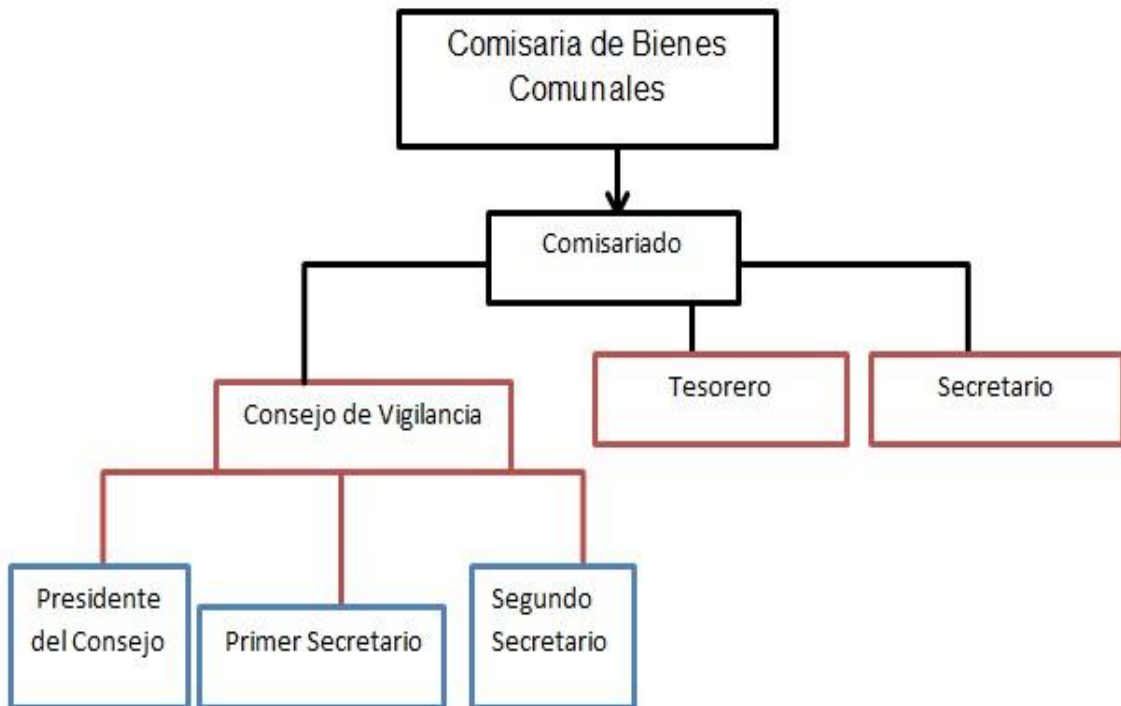 Comisaria de Bienes
Comunales
Comisariado
Tesorero
Secretario
Consejo de Vigilancia
Presidente
del Consejo
Primer Secretario
Segundo
Secretario